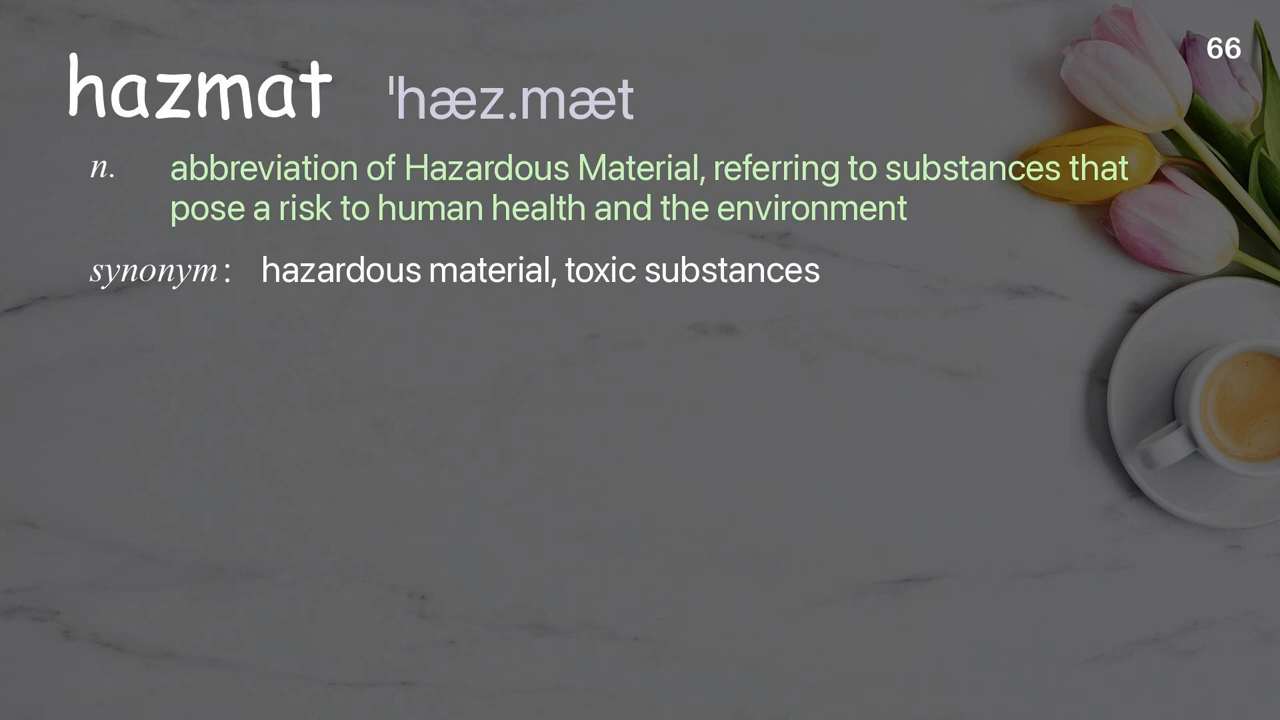 66
hazmat ˈhæz.mæt
n. abbreviation of Hazardous Material, referring to substances that
pose a risk to human health and the environment
synonym: hazardous material, toxic substances